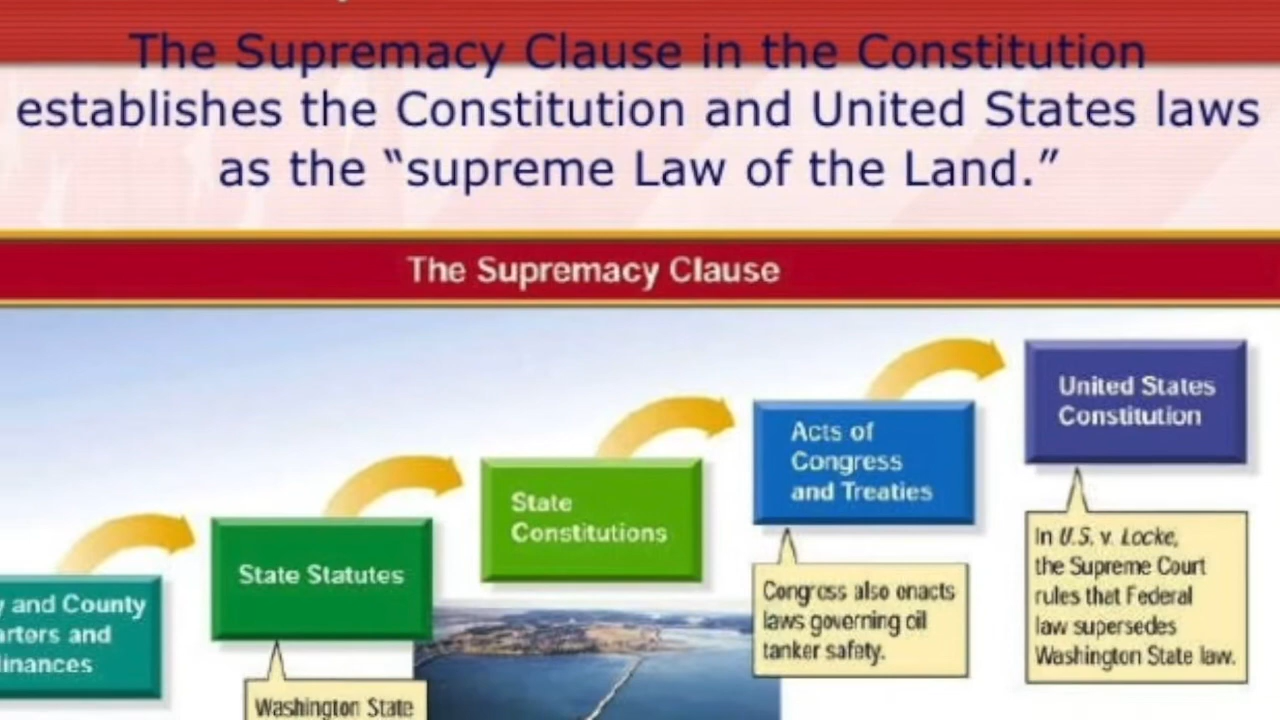 The Supremacy Clause in the Constitution
establishes the Constitution and United States laws
as the “supreme Law of the Land.”
The Supremacy Clause
United States
Constitution
Acts of
Congress
and Treaties
State
Constitutions
State Statutes
and County
and
In U.S. v. Locke,
the Supreme Court
rules that Federal
law supersedes
Washington State law.
Congress also enacts
laws governing oil
tanker safety.
Washington State